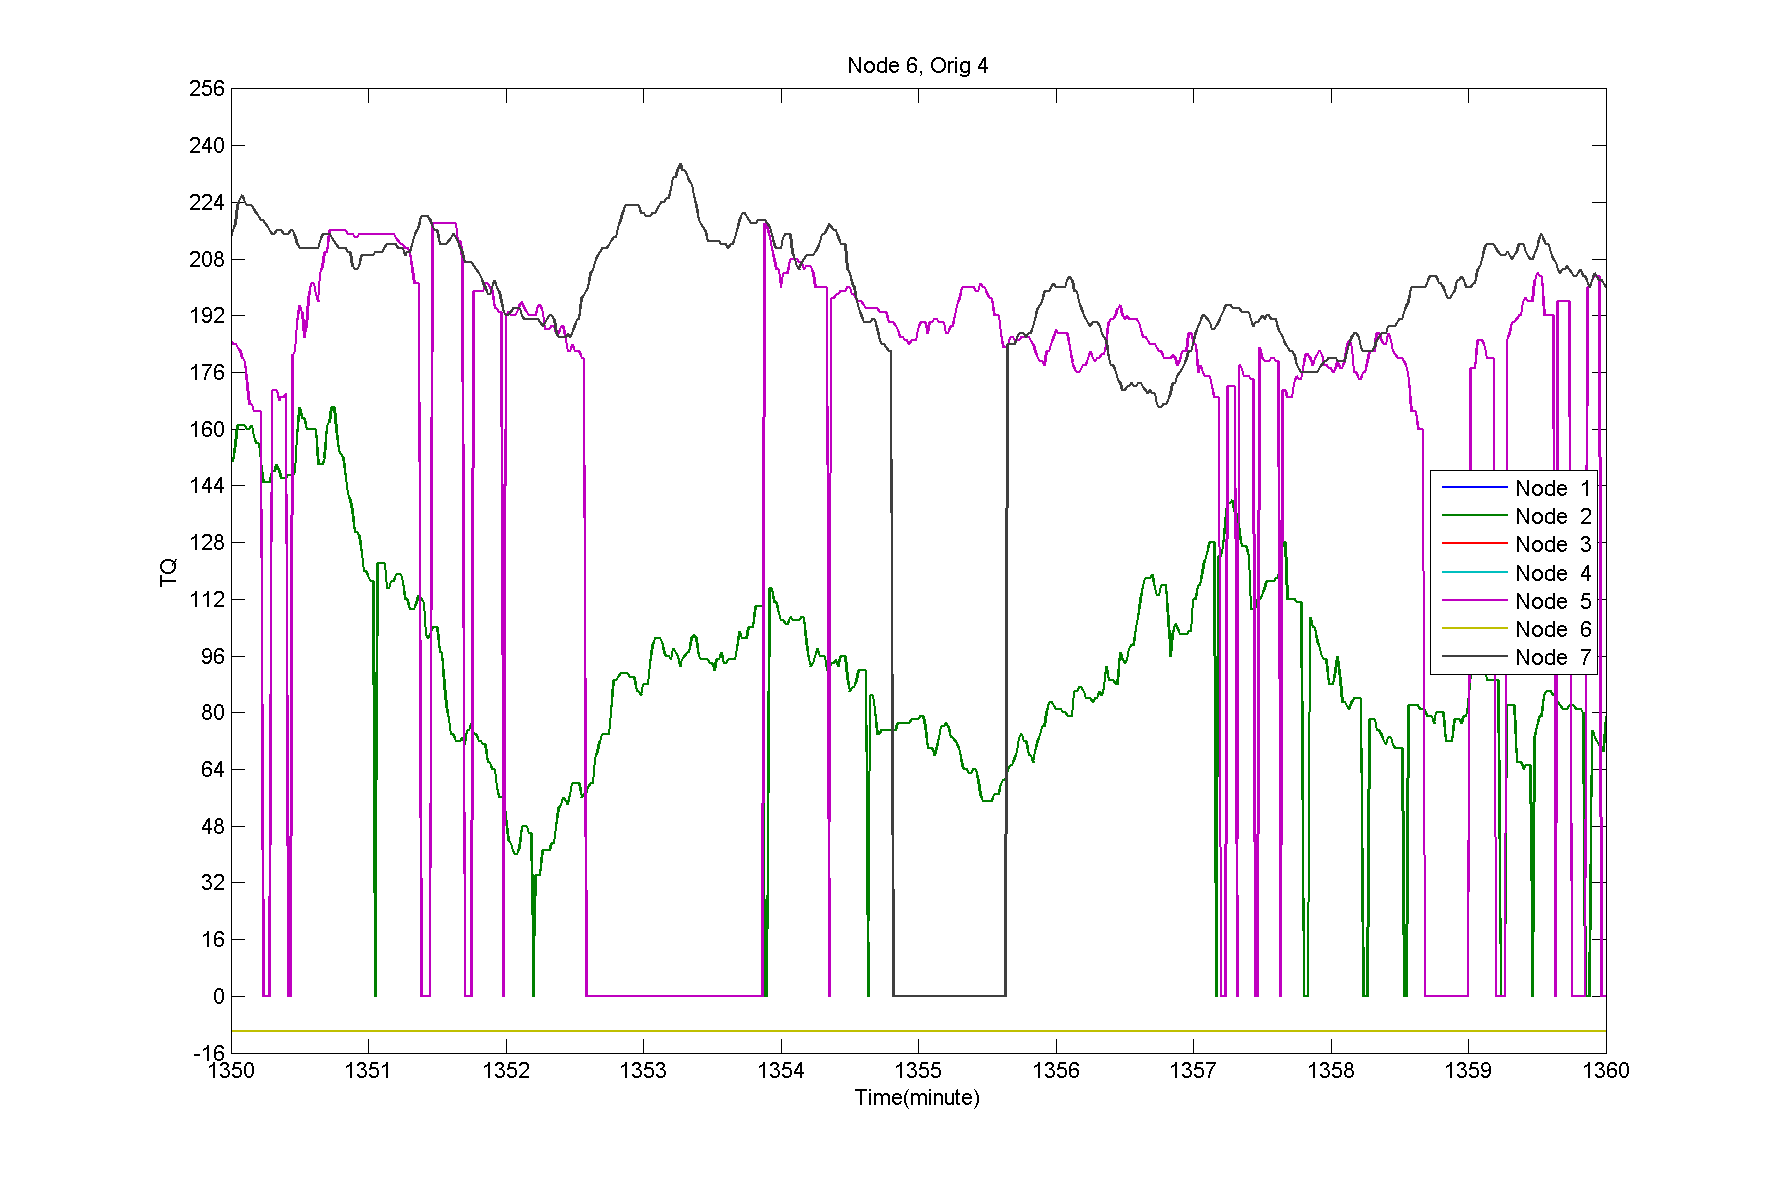 Node 6, Orig 4
256
240
224
208
192
176
160
144
128
112
96
80
64
48
32
16
0
-16
TQ
Node 1
Node 2
Node 3
Node 4
Node 5
Node 6
Node 7
1350 1351 1352 1353 1354 1355 1356 1357 1358 1359 1360
Time(minute)